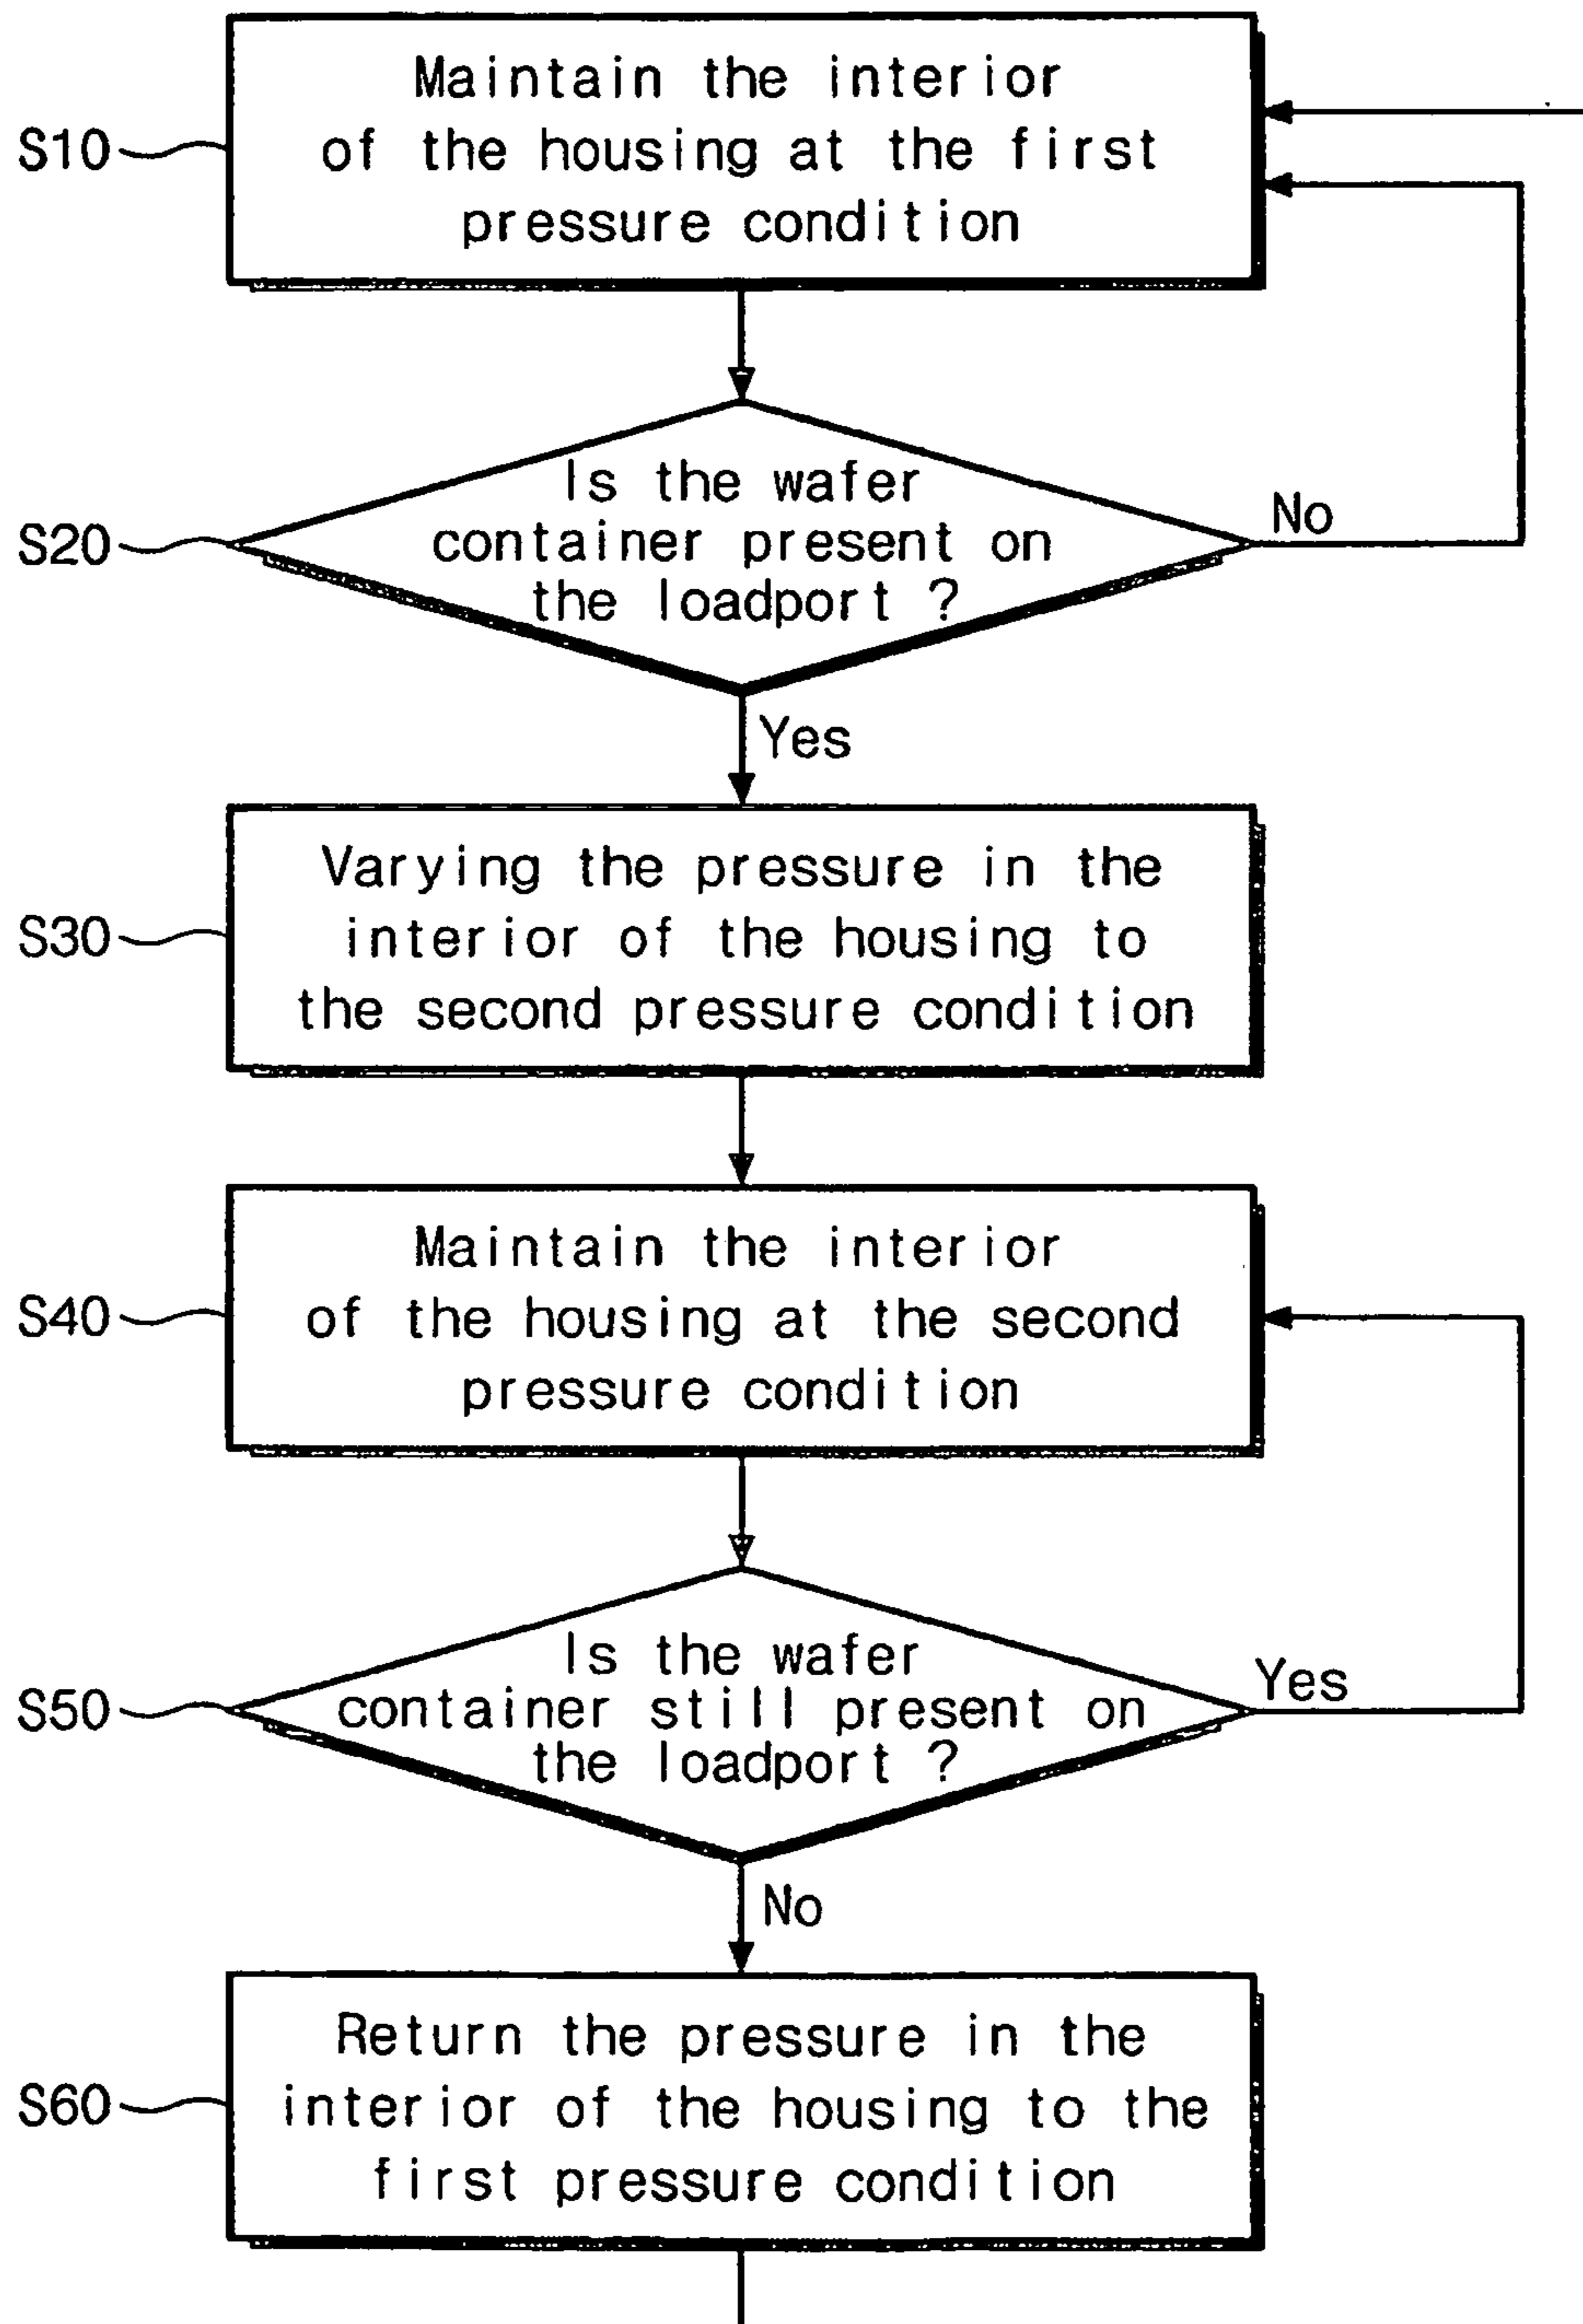 Maintain the interior
S10 of the housing at the first
pressure condition
Is the wafer
S20 container present on No
the loadport ?
Yes
Varying the pressure in the
S30 interior of the housing to
the second pressure condition
Maintain the interior
S40 of the housing at the second
pressure condition
Is the wafer
S50 container still present on Yes
the loadport ?
No
Return the pressure in the
S60 interior of the housing to the
first pressure condition